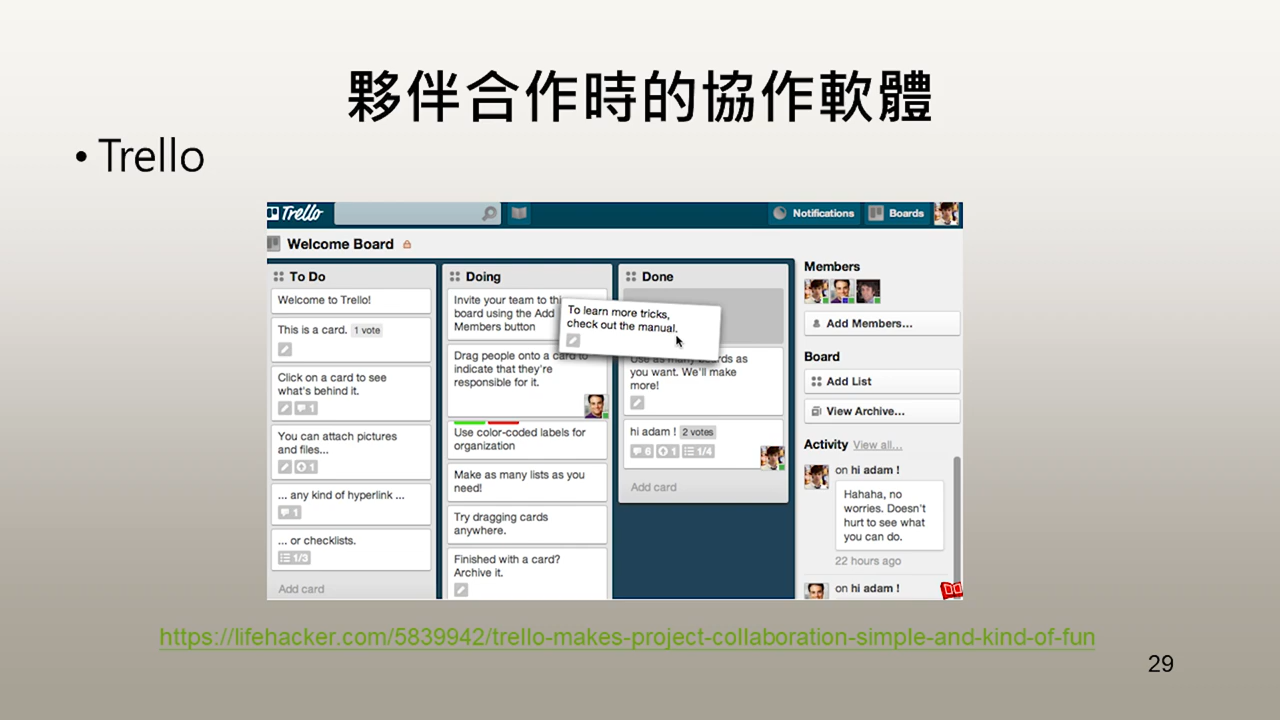 夥伴合作時的協作軟體
• Trello
Trello
Notifications
Boards
Welcome Board
To Do
Welcome to Trello!
This is a card. 1 vote
Click on a card to see
what's behind it.
1
You can attach pictures
and files...
1
... any kind of hyperlink ...
1
... or checklists.
1/3
Add card
Doing
Invite your team to this
board using the Add
Members button
Drag people onto a card to
indicate that they're
responsible for it.
Use color-coded labels for
organization
Make as many lists as you
need!
Try dragging cards
anywhere.
Finished with a card?
Archive it.
Done
To learn more tricks,
check out the manual.
Use as many boards as
you want. We'll make
more!
hi adam ! 2 votes
6 1 1/4
Add card
Members
Add Members...
Board
Add List
View Archive...
Activity View all...
on hi adam !
Hahaha, no
worries. Doesn't
hurt to see what
you can do.
22 hours ago
on hi adam !
https://lifehacker.com/5839942/trello-makes-project-collaboration-simple-and-kind-of-fun
29